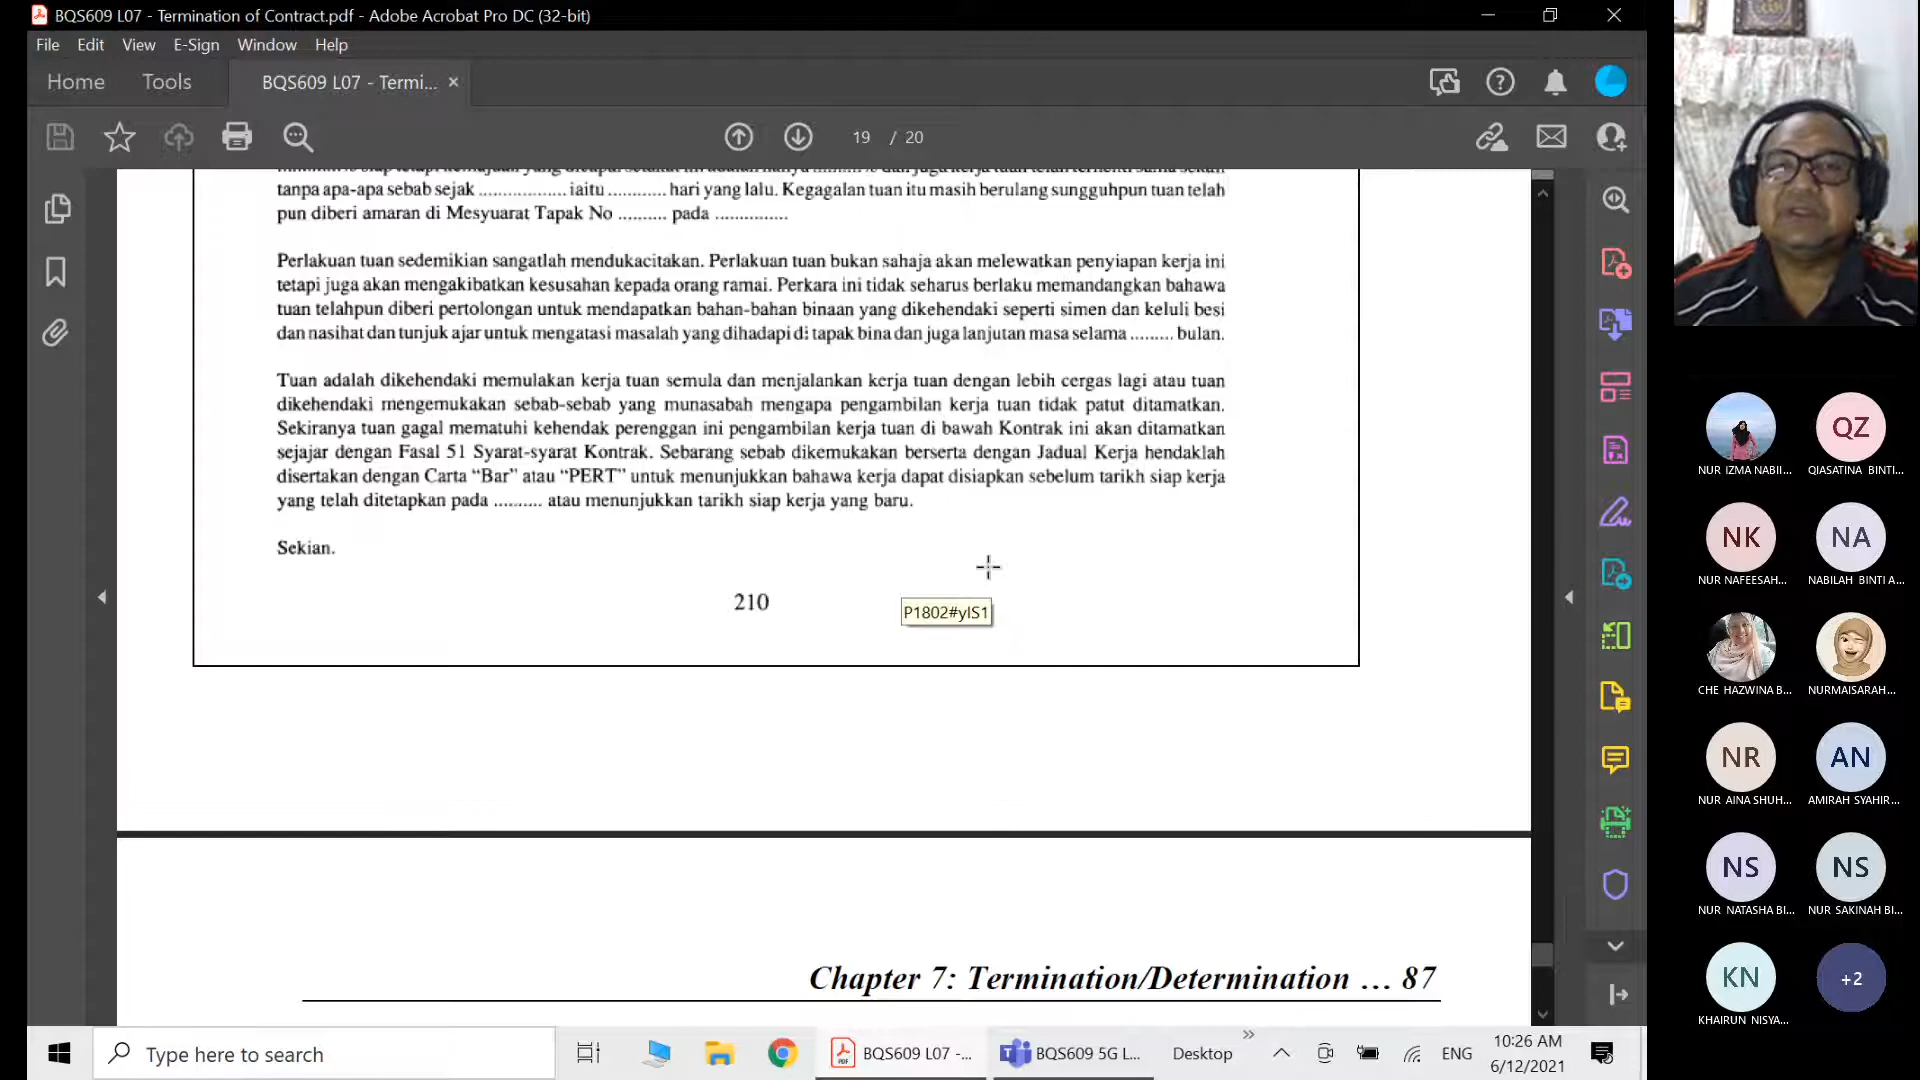 BQS609 L07 - Termination of Contract.pdf - Adobe Acrobat Pro DC (32-bit)
File Edit View E-Sign Window Help
Home Tools BQS609 L07 - Termi... ×
19 / 20
tanpa apa-apa sebab sejak ................. iaitu ........... hari yang lalu. Kegagalan tuan itu masih berulang sungguhpun tuan telah
pun diberi amaran di Mesyuarat Tapak No .......... pada ...............
Perlakuan tuan sedemikian sangatlah mendukacitakan. Perlakuan tuan bukan sahaja akan melewatkan penyiapan kerja ini
tetapi juga akan mengakibatkan kesusahan kepada orang ramai. Perkara ini tidak seharus berlaku memandangkan bahawa
tuan telahpun diberi pertolongan untuk mendapatkan bahan-bahan binaan yang dikehendaki seperti simen dan keluli besi
dan nasihat dan tunjuk ajar untuk mengatasi masalah yang dihadapi di tapak bina dan juga lanjutan masa selama ......... bulan.
Tuan adalah dikehendaki memulakan kerja tuan semula dan menjalankan kerja tuan dengan lebih cergas lagi atau tuan
dikehendaki mengemukakan sebab-sebab yang munasabah mengapa pengambilan kerja tuan tidak patut ditamatkan.
Sekiranya tuan gagal mematuhi kehendak perenggan ini pengambilan kerja tuan di bawah Kontrak ini akan ditamatkan
sejajar dengan Fasal 51 Syarat-syarat Kontrak. Sebarang sebab dikemukakan berserta dengan Jadual Kerja hendaklah
disertakan dengan Carta “Bar” atau “PERT” untuk menunjukkan bahawa kerja dapat disiapkan sebelum tarikh siap kerja
yang telah ditetapkan pada .......... atau menunjukkan tarikh siap kerja yang baru.
Sekian.
210
P1802#yIS1
Chapter 7: Termination/Determination ... 87
Type here to search
BQS609 L07 -...
BQS609 5G L...
Desktop
ENG
10:26 AM
6/12/2021
NUR IZMA NABII...
QZ
QIASATINA BINTI...
NK
NUR NAFEESAH...
NA
NABILAH BINTI A...
CHE HAZWINA B...
NURMAISARAH...
NR
NUR AINA SHUH...
AN
AMIRAH SYAHIR...
NS
NUR NATASHA BI...
NS
NUR SAKINAH BI...
KN
KHAIRUN NISYA...
+2